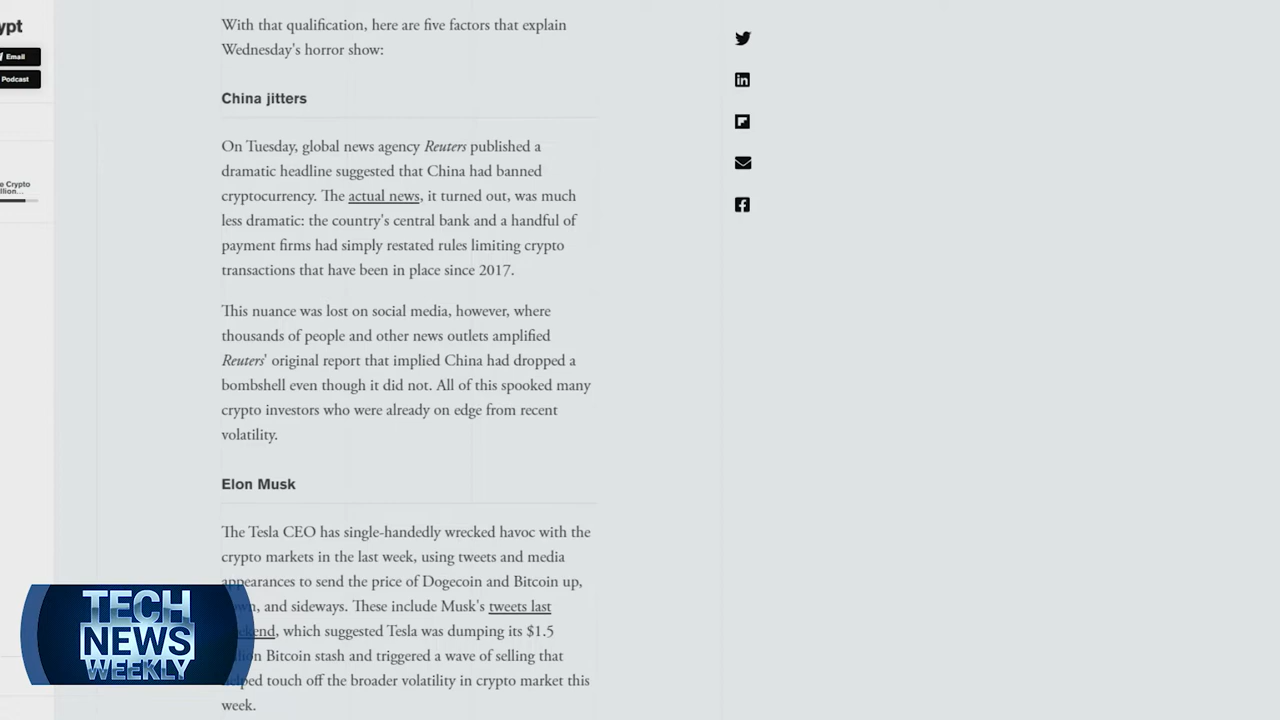 ypt
Email
Podcast
e Crypto
llion...
With that qualification, here are five factors that explain
Wednesday's horror show:
China jitters
On Tuesday, global news agency Reuters published a
dramatic headline suggested that China had banned
cryptocurrency. The actual news, it turned out, was much
less dramatic: the country's central bank and a handful of
payment firms had simply restated rules limiting crypto
transactions that have been in place since 2017.
This nuance was lost on social media, however, where
thousands of people and other news outlets amplified
Reuters' original report that implied China had dropped a
bombshell even though it did not. All of this spooked many
crypto investors who were already on edge from recent
volatility.
Elon Musk
The Tesla CEO has single-handedly wrecked havoc with the
crypto markets in the last week, using tweets and media
appearances to send the price of Dogecoin and Bitcoin up,
wn, and sideways. These include Musk's tweets last
ekend, which suggested Tesla was dumping its $1.5
on Bitcoin stash and triggered a wave of selling that
helped touch off the broader volatility in crypto market this
week.
TECH
NEWS
WEEKLY